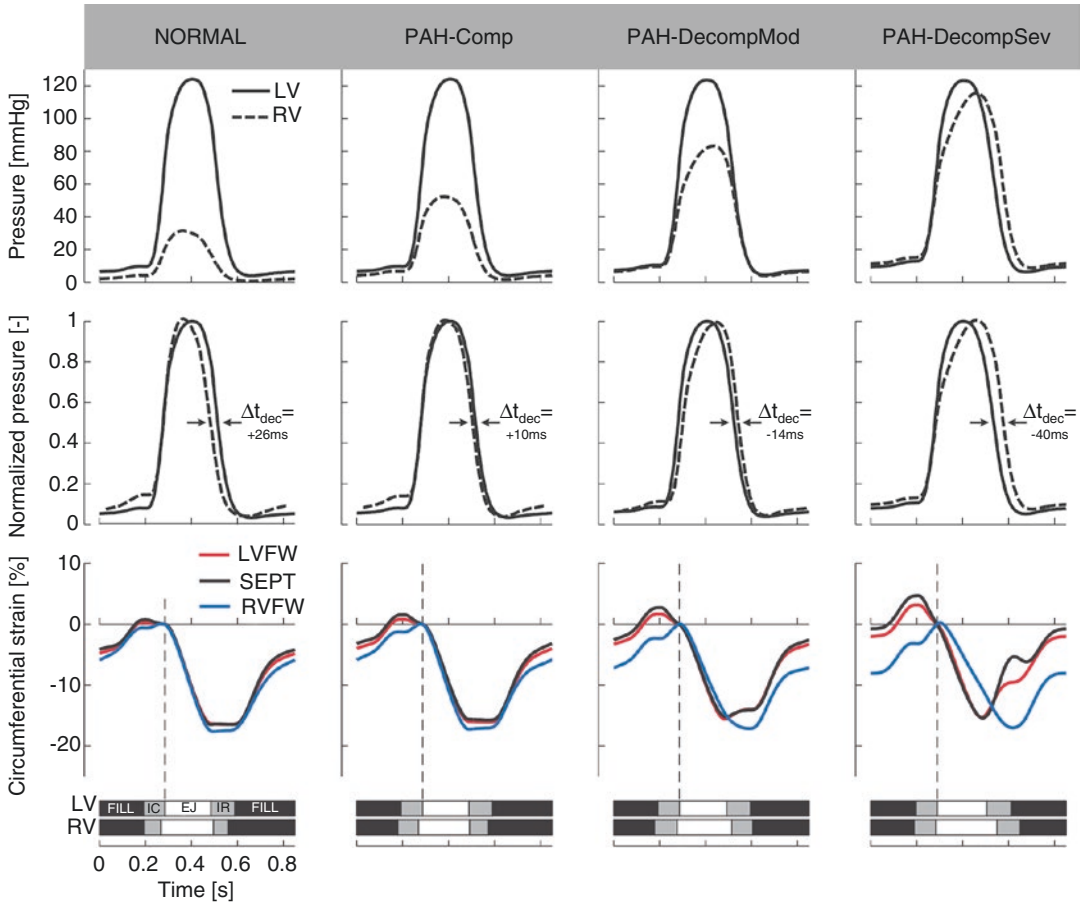 NORMAL PAH-Comp PAH-DecompMod PAH-DecompSev
Pressure [mmHg]
120
100
80
60
40
20
0
LV
RV
Normalized pressure [-]
1
0.8
0.6
0.4
0.2
0
Δtdec=
+26ms
Δtdec=
+10ms
Δtdec=
-14ms
Δtdec=
-40ms
Circumferential strain [%]
10
0
-10
-20
LVFW
SEPT
RVFW
LV FILL IC EJ IR FILL
RV
0 0.2 0.4 0.6 0.8
Time [s]